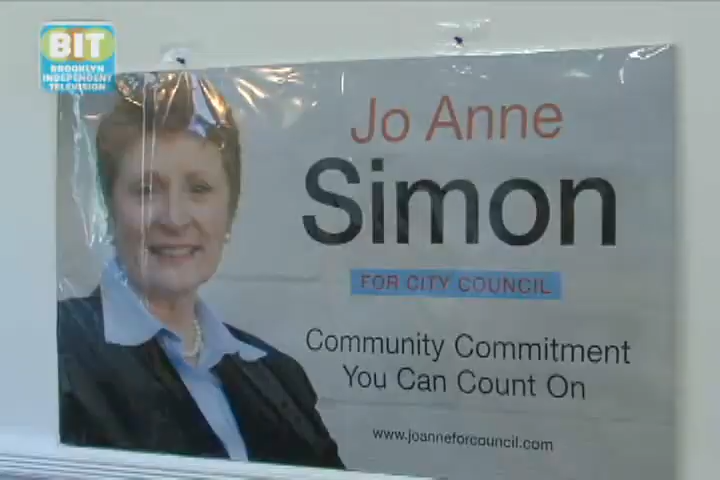 BIT
BROOKLYN
INDEPENDENT
TELEVISION
Jo Anne
Simon
FOR CITY COUNCIL
Community Commitment
You Can Count On
www.joanneforcouncil.com